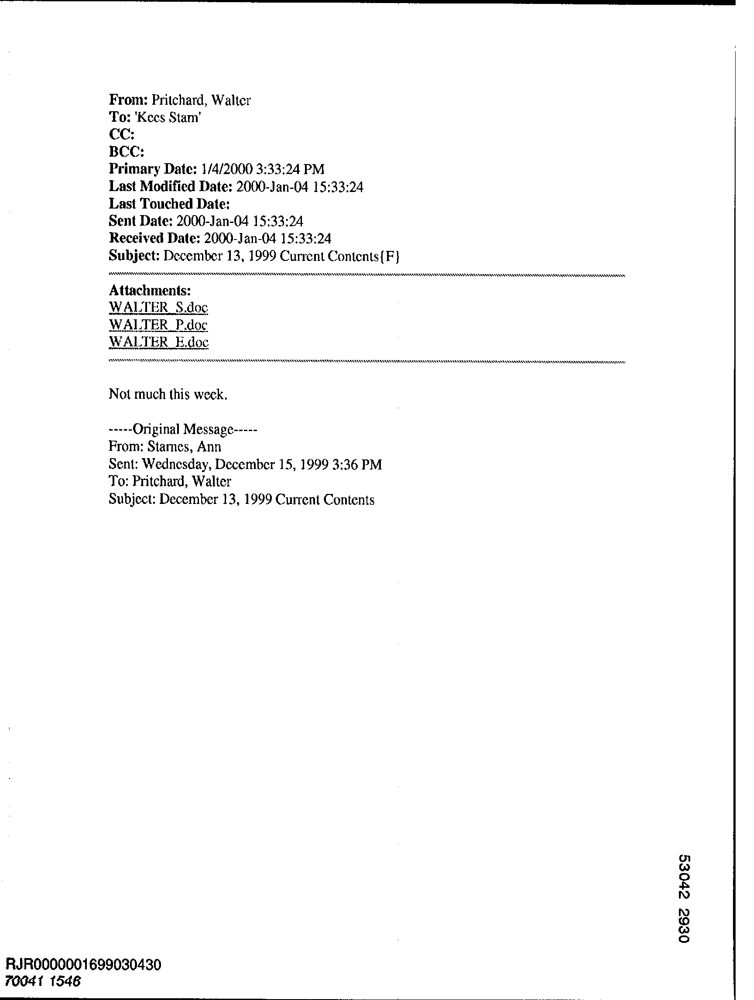 From: Pritchard, Walter
To: 'Kees Stam'
CC:
BCC:
Primary Date: 1/4/2000 3:33:24 PM
Last Modified Date: 2000-Jan-04 15:33:24
Last Touched Date:
Sent Date: 2000-Jan-04 15:33:24
Received Date: 2000-Jan-04 15:33:24
Subject: December 13, 1999 Current Contents{F}
Attachments:
WALTER_S.doc
WALTER_P.doc
WALTER_E.doc
Not much this week.
-----Original Message-----
From: Starnes, Ann
Sent: Wednesday, December 15, 1999 3:36 PM
To: Pritchard, Walter
Subject: December 13, 1999 Current Contents
53042 2930
RJR0000001699030430
70041 1546